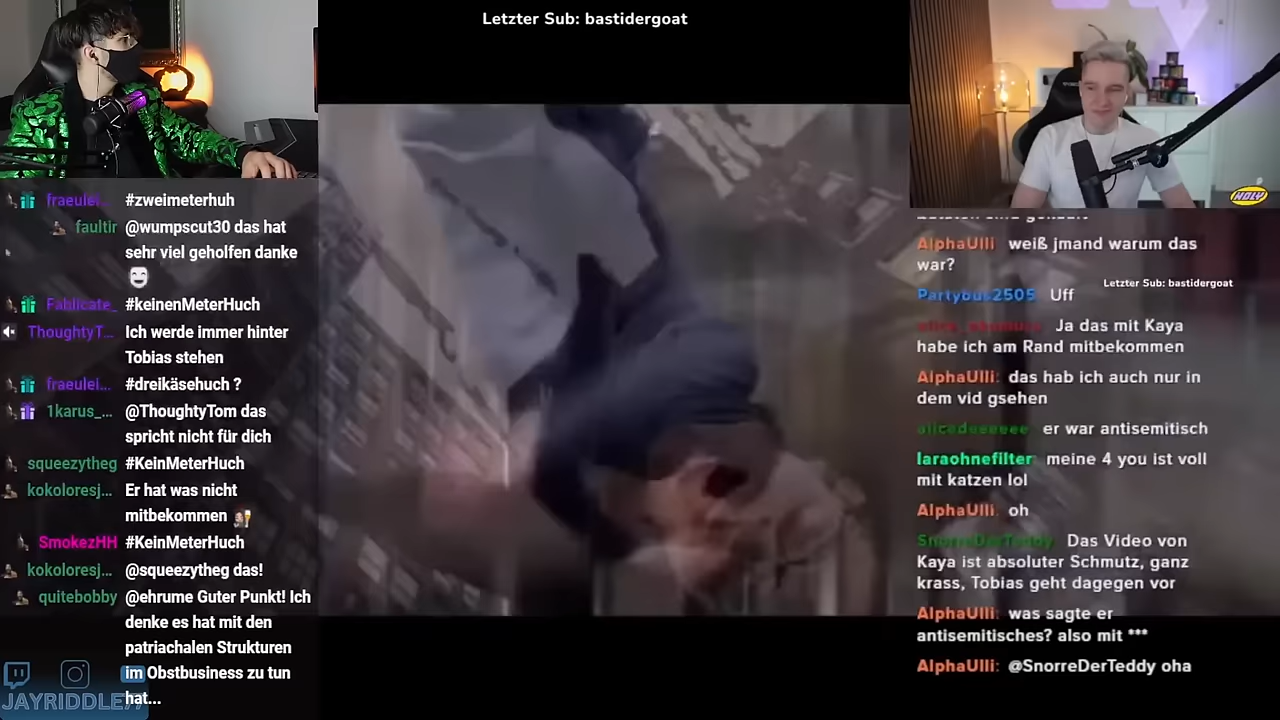 Letzter Sub: bastidergoat
fraeulei... #zweimeterhuh
faultir @wumpscut30 das hat
sehr viel geholfen danke
Fablicate_ #keinenMeterHuch
ThoughtyT... Ich werde immer hinter
Tobias stehen
fraeulei... #dreikäsehuch ?
1karus_... @ThoughtyTom das
spricht nicht für dich
squeezytheg #KeinMeterHuch
kokoloresj... Er hat was nicht
mitbekommen
SmokezHH #KeinMeterHuch
kokoloresj... @squeezytheg das!
quitebobby @ehrume Guter Punkt! Ich
denke es hat mit den
patriachalen Strukturen
im Obstbusiness zu tun
hat...
JAYRIDDLE
HOLY
AlphaUlli weiß jmand warum das
war?
Letzter Sub: bastidergoat
Partybus2505 Uff
Ja das mit Kaya
habe ich am Rand mitbekommen
AlphaUlli: das hab ich auch nur in
dem vid gsehen
alicedeeeeee er war antisemitisch
laraohnefilter meine 4 you ist voll
mit katzen lol
AlphaUlli. oh
SnorreDerTeddy Das Video von
Kaya ist absoluter Schmutz, ganz
krass, Tobias geht dagegen vor
AlphaUlli: was sagte er
antisemitisches? also mit ***
AlphaUlli: @SnorreDerTeddy oha